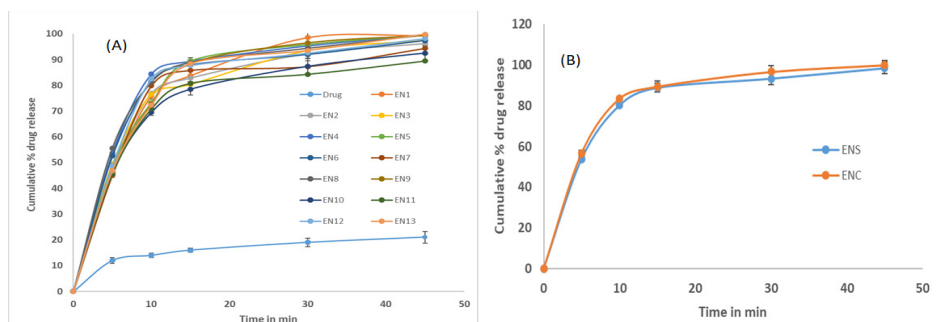 (A)
Cumulative % drug release
100
90
80
70
60
50
40
30
20
10
0
Drug
EN1
EN2
EN3
EN4
EN5
EN6
EN7
EN8
EN9
EN10
EN11
EN12
EN13
0 10 20 30 40 50
Time in min
(B)
Cumulative % drug release
120
100
80
60
40
20
0
ENS
ENC
0 10 20 30 40 50
Time in min